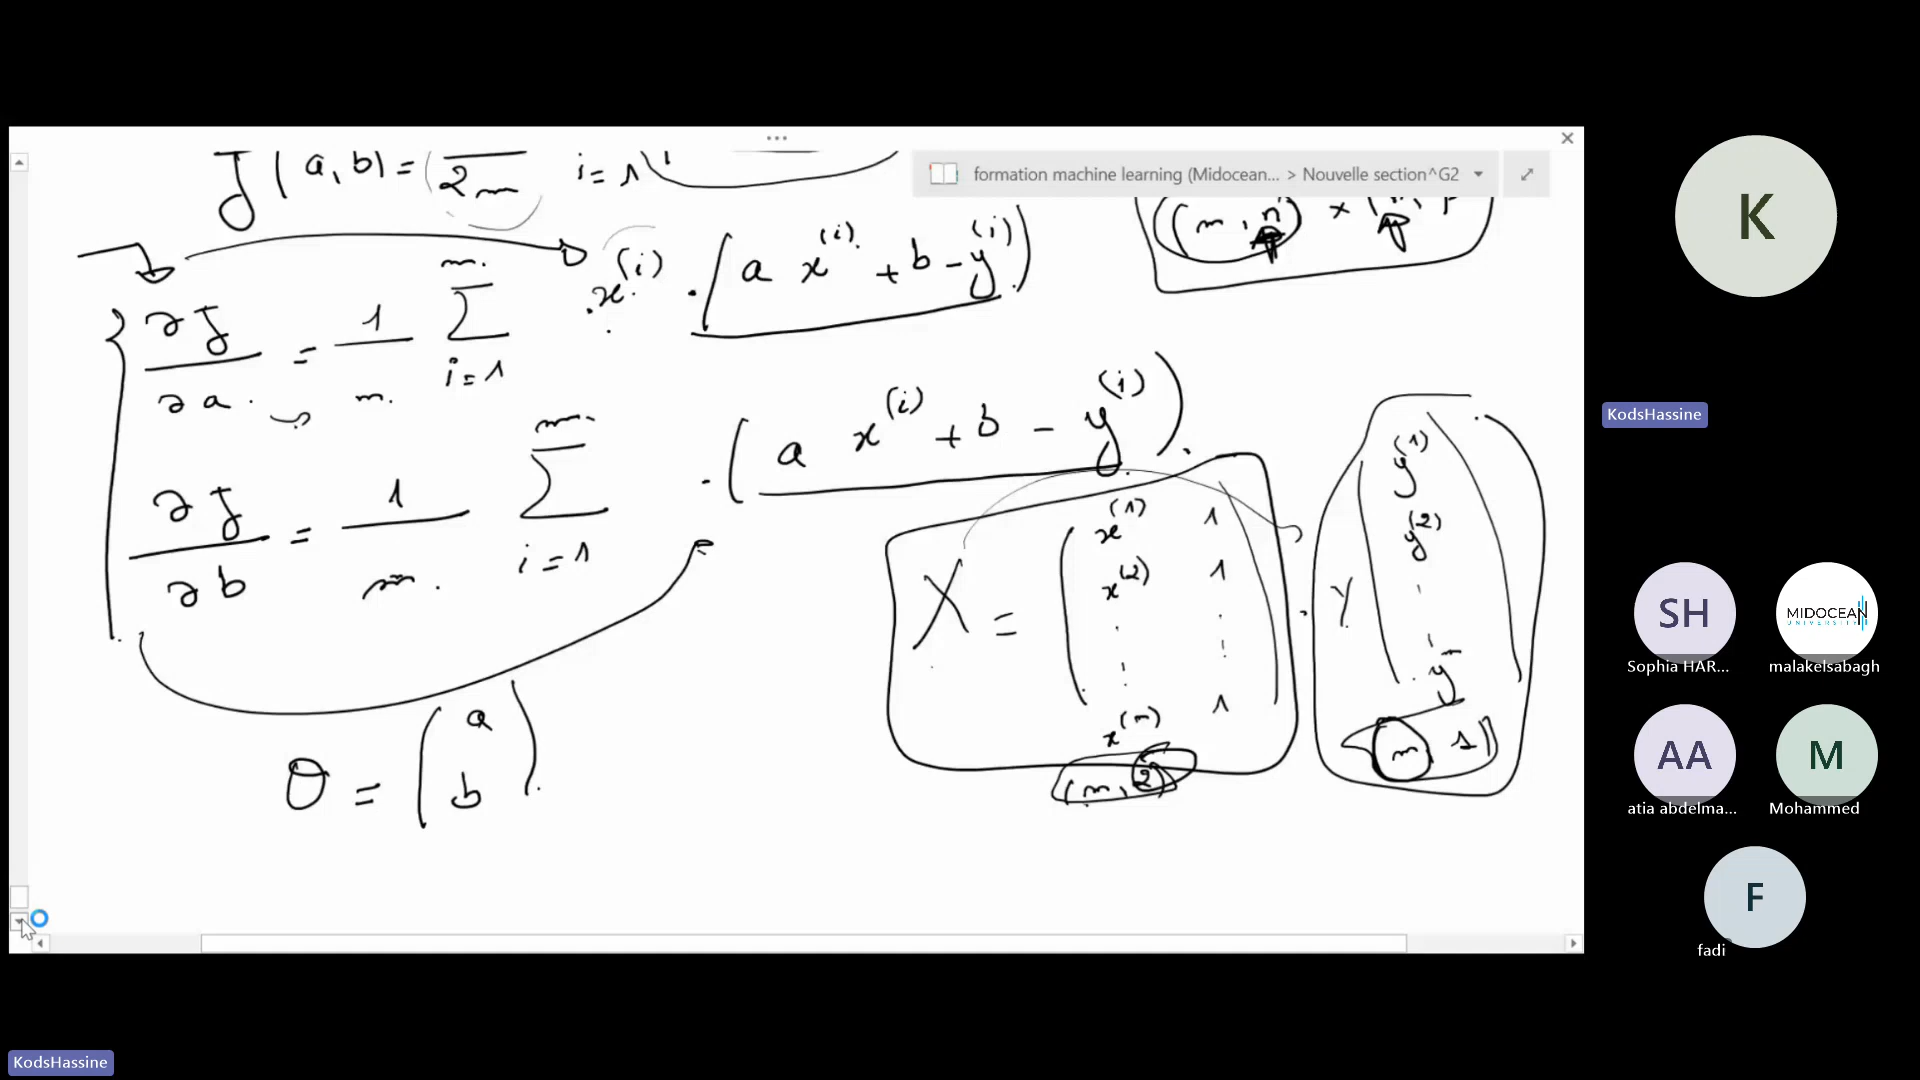 J(a, b) = 1/2m i=1
formation machine learning (Midocean... > Nouvelle section^G2
(m, n) × (
∂J/∂a = 1/m Σ i=1 m x^(i) . (a x^(i) + b - y^(i))
∂J/∂b = 1/m Σ i=1 m . (a x^(i) + b - y^(i))
X = ( x^(1) 1
x^(2) 1
. .
: :
x^(m) 1 )
(m, 2)
Y ( y^(1)
y^(2)
.
.
y^m )
(m, 1)
θ = ( a
b )
K
KodsHassine
SH
Sophia HAR...
MIDOCEAN
UNIVERSITY
malakelsabagh
AA
atia abdelma...
M
Mohammed
F
fadi
KodsHassine